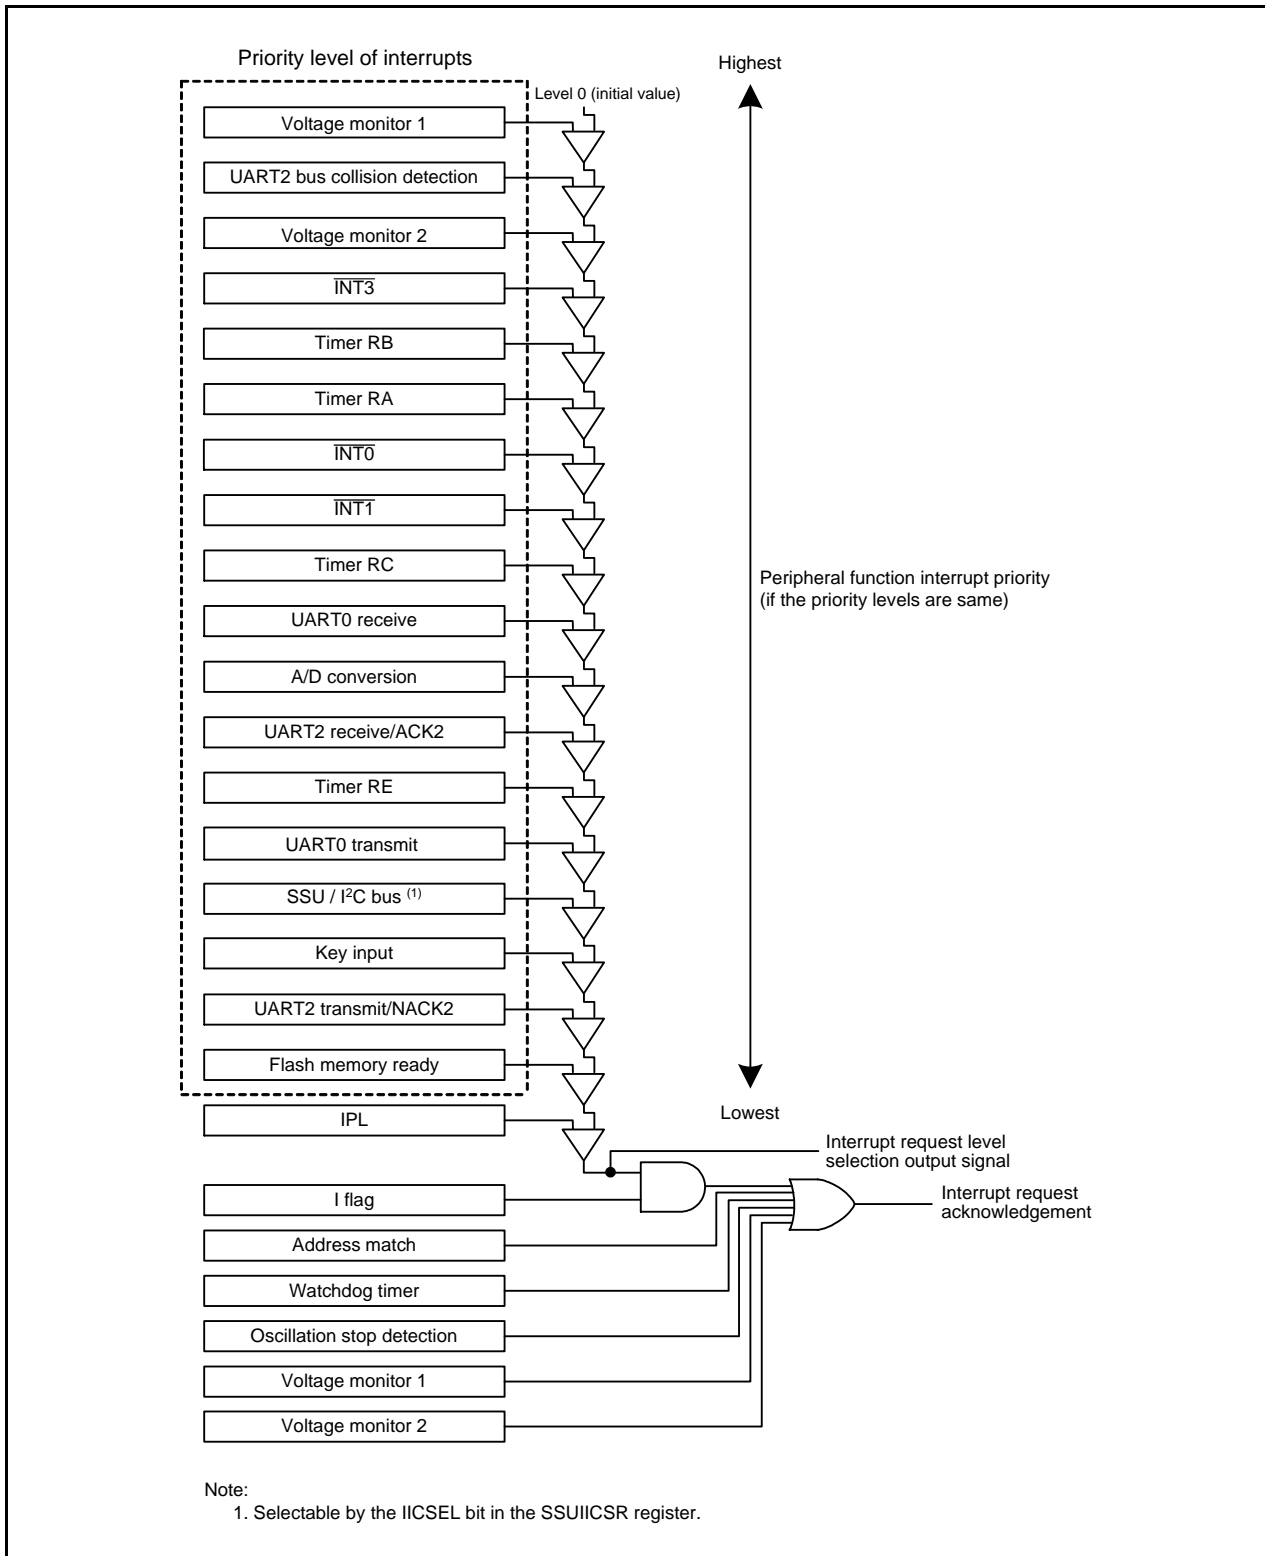 Priority level of interrupts
Highest
Level 0 (initial value)
Voltage monitor 1
UART2 bus collision detection
Voltage monitor 2
INT3
Timer RB
Timer RA
INT0
INT1
Timer RC
Peripheral function interrupt priority
(if the priority levels are same)
UART0 receive
A/D conversion
UART2 receive/ACK2
Timer RE
UART0 transmit
SSU / I²C bus (1)
Key input
UART2 transmit/NACK2
Flash memory ready
Lowest
IPL
Interrupt request level
selection output signal
I flag
Interrupt request
acknowledgement
Address match
Watchdog timer
Oscillation stop detection
Voltage monitor 1
Voltage monitor 2
Note:
1. Selectable by the IICSEL bit in the SSUIICSR register.